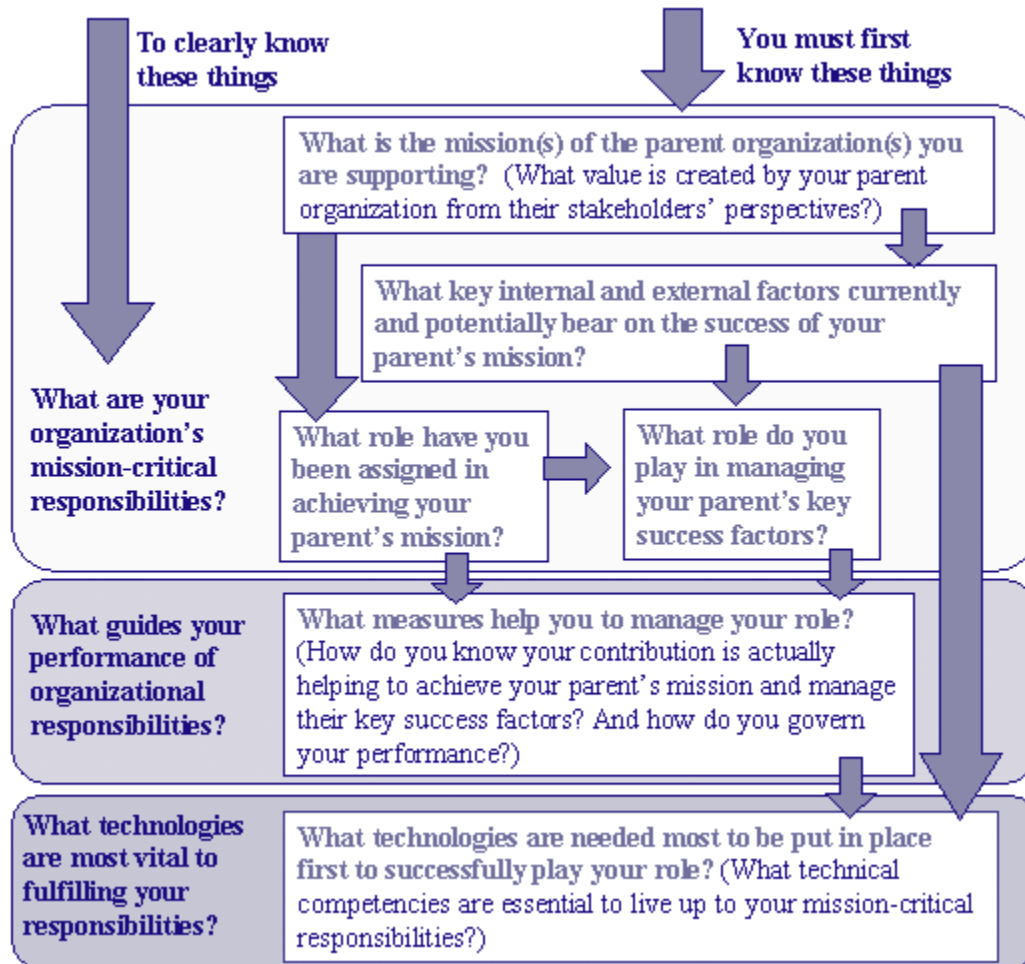 To clearly know
these things
You must first
know these things
What is the mission(s) of the parent organization(s) you
are supporting? (What value is created by your parent
organization from their stakeholders' perspectives?)
What key internal and external factors currently
and potentially bear on the success of your
parent's mission?
What are your
organization's
mission-critical
responsibilities?
What role have you
been assigned in
achieving your
parent's mission?
What role do you
play in managing
your parent's key
success factors?
What guides your
performance of
organizational
responsibilities?
What measures help you to manage your role?
(How do you know your contribution is actually
helping to achieve your parent's mission and manage
their key success factors? And how do you govern
your performance?)
What technologies
are most vital to
fulfilling your
responsibilities?
What technologies are needed most to be put in place
first to successfully play your role? (What technical
competencies are essential to live up to your mission-critical
responsibilities?)